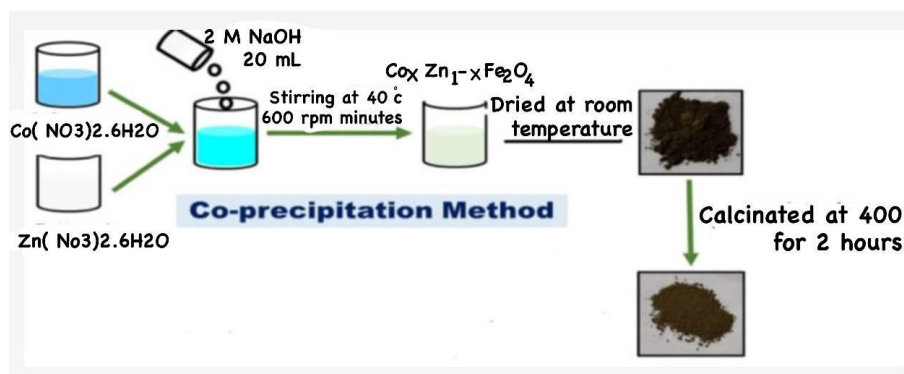 2 M NaOH
20 mL
Cox Zn1-xFe2O4
Stirring at 40°c
600 rpm minutes
Dried at room
temperature
Co( NO3)2.6H2O
Co-precipitation Method
Calcinated at 400
for 2 hours
Zn( No3)2.6H2O